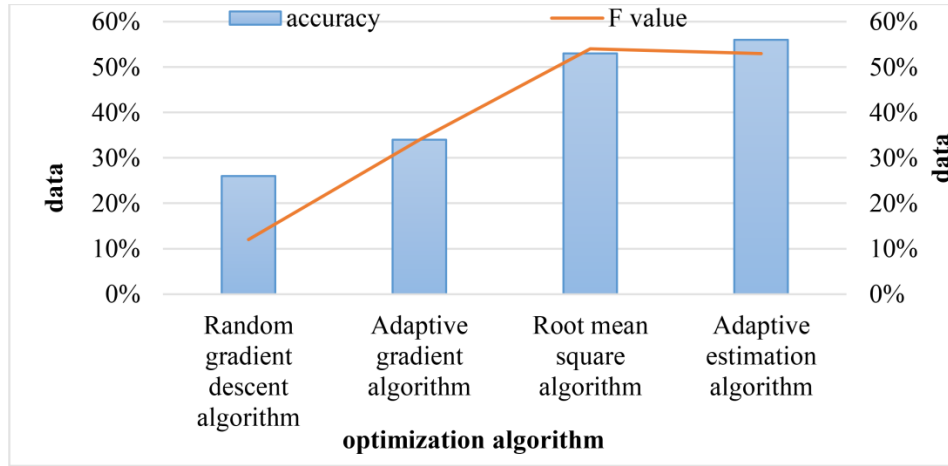 accuracy
F value
60%
50%
40%
30%
20%
10%
0%
data
60%
50%
40%
30%
20%
10%
0%
data
Random
gradient
descent
algorithm
Adaptive
gradient
algorithm
Root mean
square
algorithm
Adaptive
estimation
algorithm
optimization algorithm